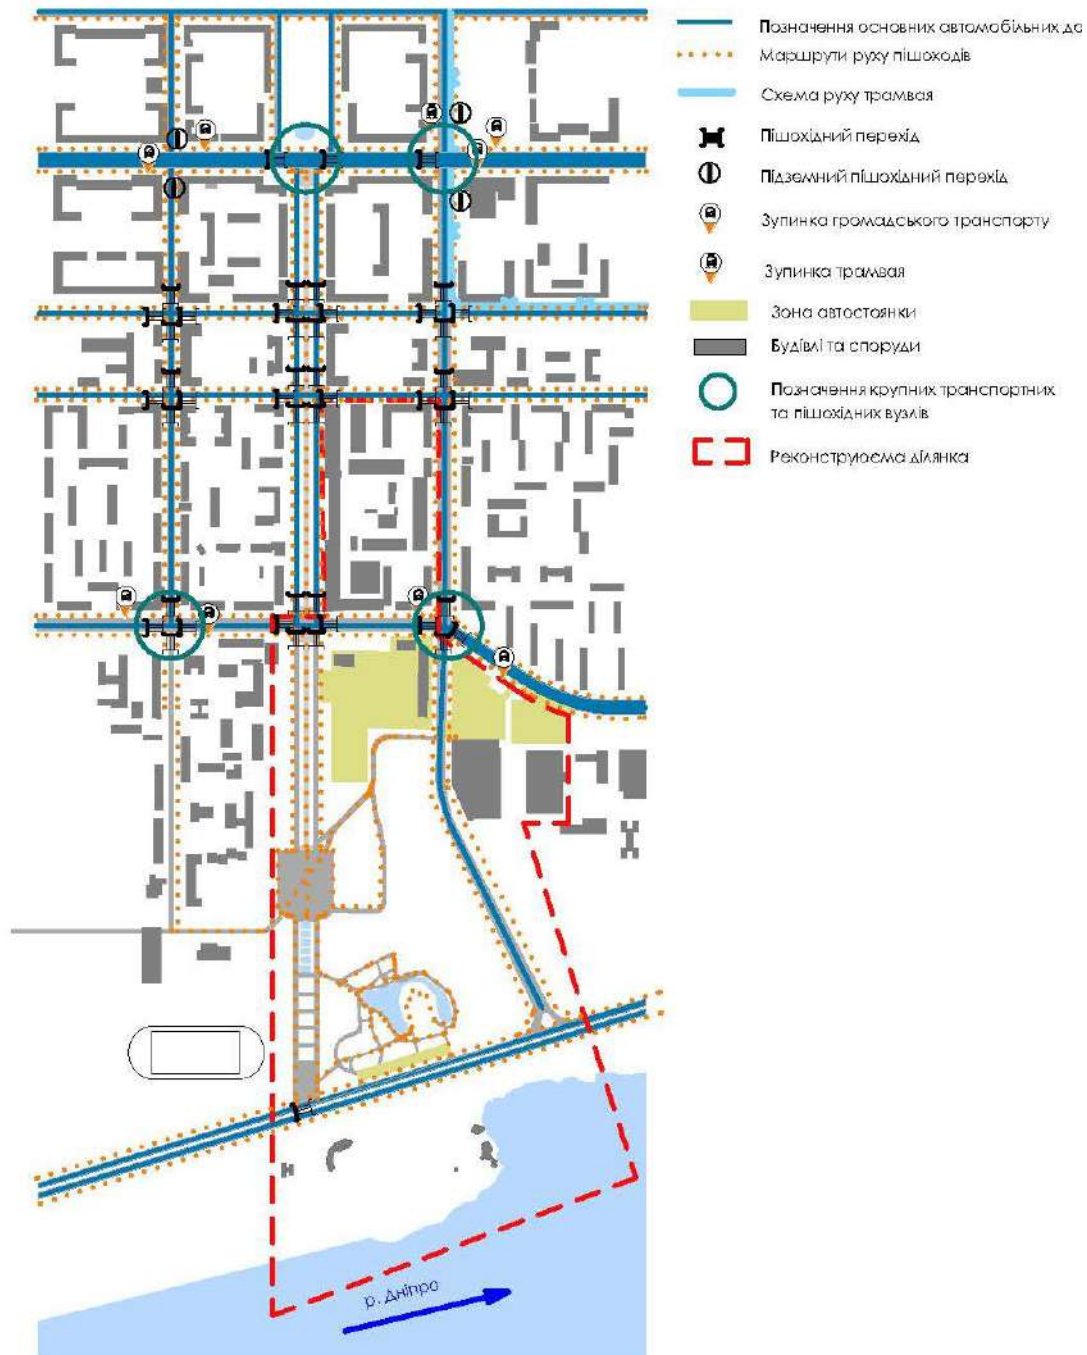 Позначення основних автомобільних до
Маршрути руху пішоходів
Схема руху трамвая
Пішохідний перехід
Підземний пішохідний перехід
Зупинка громадського транспорту
Зупинка трамвая
Зона автостоянки
Будівлі та споруди
Позначення крупних транспортних
та пішохідних вузлів
Реконструюєма ділянка
р. Дніпро